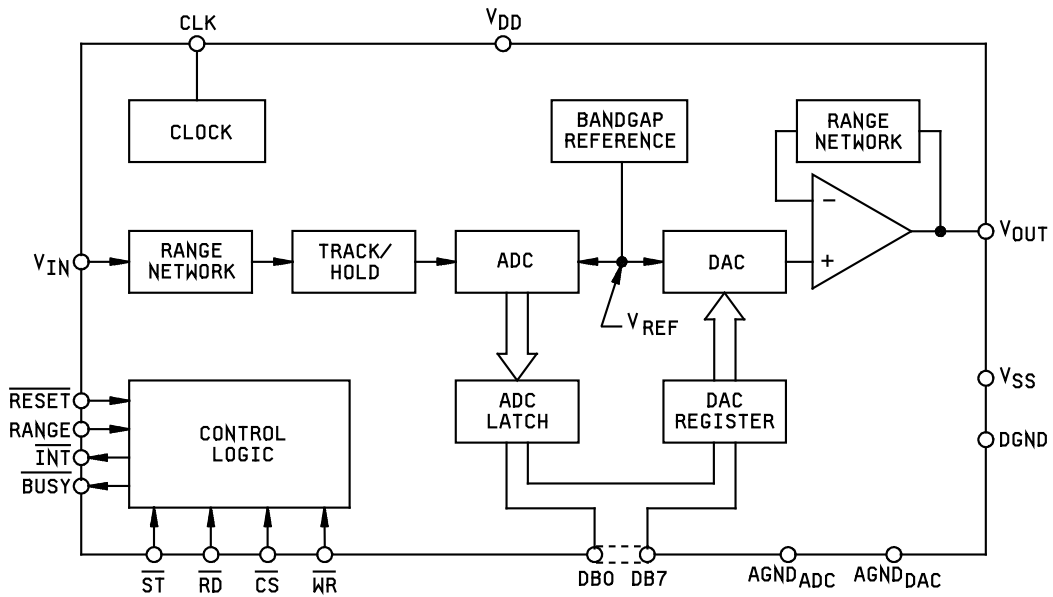 CLK
VDD
CLOCK
BANDGAP
REFERENCE
RANGE
NETWORK
−
+
VOUT
VIN
RANGE
NETWORK
TRACK/
HOLD
ADC
DAC
VREF
VSS
RESET
RANGE
INT
BUSY
CONTROL
LOGIC
ADC
LATCH
DAC
REGISTER
DGND
ST
RD
CS
WR
DB0
DB7
AGNDADC
AGNDDAC